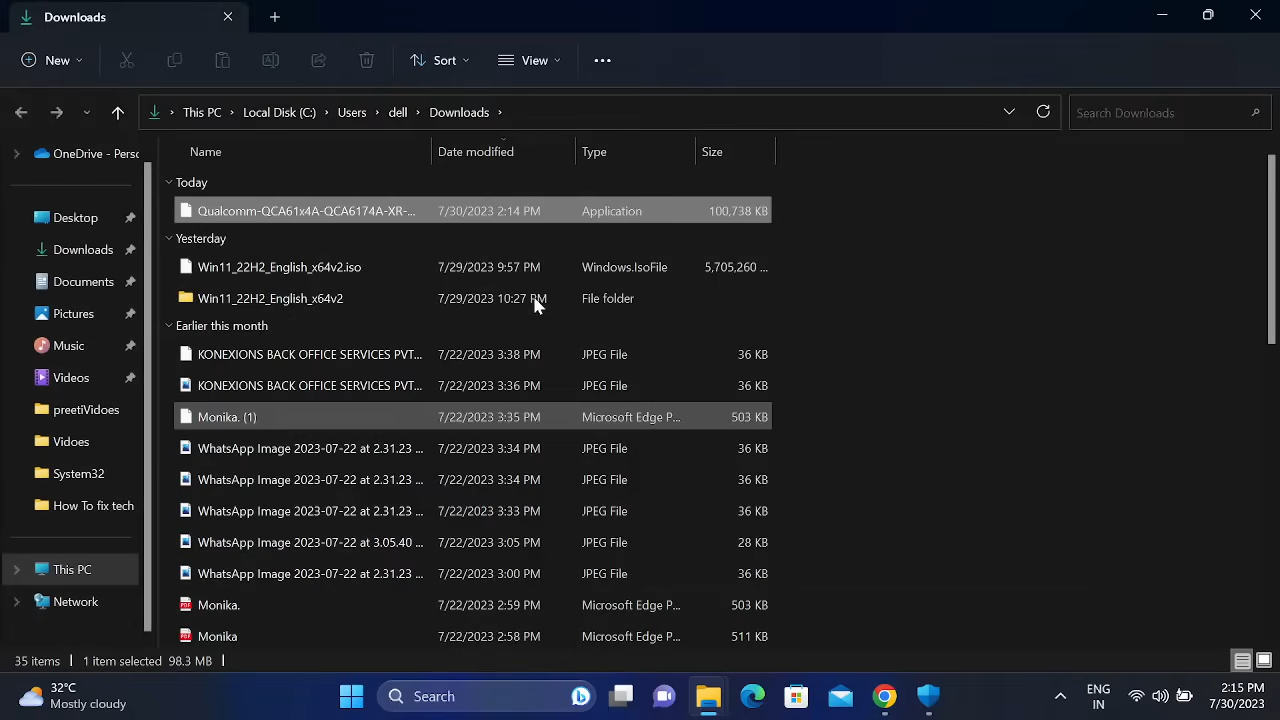 Downloads
New
Sort
View
This PC
Local Disk (C:)
Users
dell
Downloads
Search Downloads
OneDrive - Perso
Desktop
Downloads
Documents
Pictures
Music
Videos
preetiVidoes
Vidoes
System32
How To fix tech
This PC
Network
Name Date modified Type Size
Today
Qualcomm-QCA61x4A-QCA6174A-XR-... 7/30/2023 2:14 PM Application 100,738 KB
Yesterday
Win11_22H2_English_x64v2.iso 7/29/2023 9:57 PM Windows.IsoFile 5,705,260 ...
Win11_22H2_English_x64v2 7/29/2023 10:27 PM File folder
Earlier this month
KONEXIONS BACK OFFICE SERVICES PVT... 7/22/2023 3:38 PM JPEG File 36 KB
KONEXIONS BACK OFFICE SERVICES PVT... 7/22/2023 3:36 PM JPEG File 36 KB
Monika. (1) 7/22/2023 3:35 PM Microsoft Edge P... 503 KB
WhatsApp Image 2023-07-22 at 2.31.23 ... 7/22/2023 3:34 PM JPEG File 36 KB
WhatsApp Image 2023-07-22 at 2.31.23 ... 7/22/2023 3:34 PM JPEG File 36 KB
WhatsApp Image 2023-07-22 at 2.31.23 ... 7/22/2023 3:33 PM JPEG File 36 KB
WhatsApp Image 2023-07-22 at 3.05.40 ... 7/22/2023 3:05 PM JPEG File 28 KB
WhatsApp Image 2023-07-22 at 2.31.23 ... 7/22/2023 3:00 PM JPEG File 36 KB
Monika. 7/22/2023 2:59 PM Microsoft Edge P... 503 KB
Monika 7/22/2023 2:58 PM Microsoft Edge P... 511 KB
35 items 1 item selected 98.3 MB
32°C
Mostly cloudy
Search
ENG
IN
2:15 PM
7/30/2023